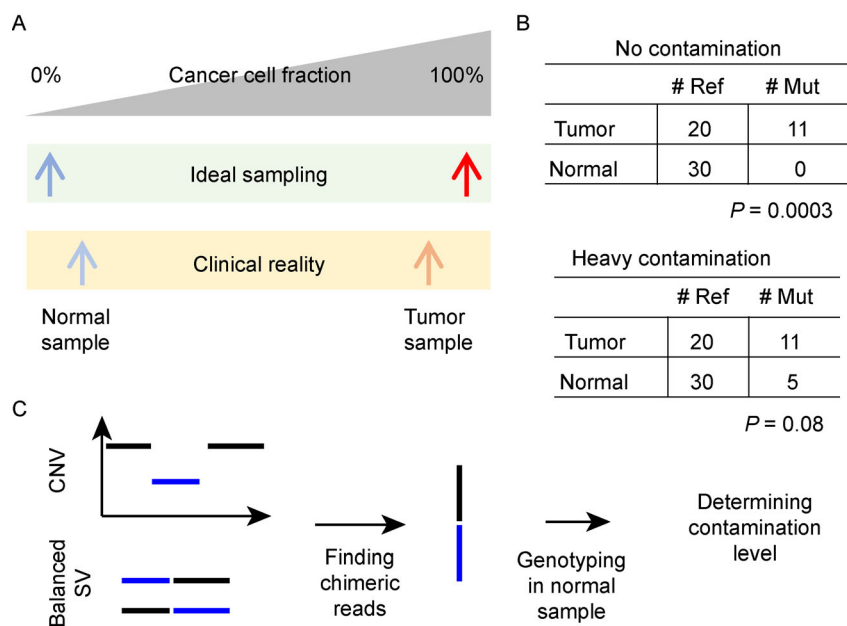 A
0%
Cancer cell fraction
100%
Ideal sampling
Clinical reality
Normal
sample
Tumor
sample
B
No contamination
# Ref # Mut
Tumor 20 11
Normal 30 0
P = 0.0003
Heavy contamination
# Ref # Mut
Tumor 20 11
Normal 30 5
P = 0.08
C
CNV
Balanced
SV
Finding
chimeric
reads
Genotyping
in normal
sample
Determining
contamination
level